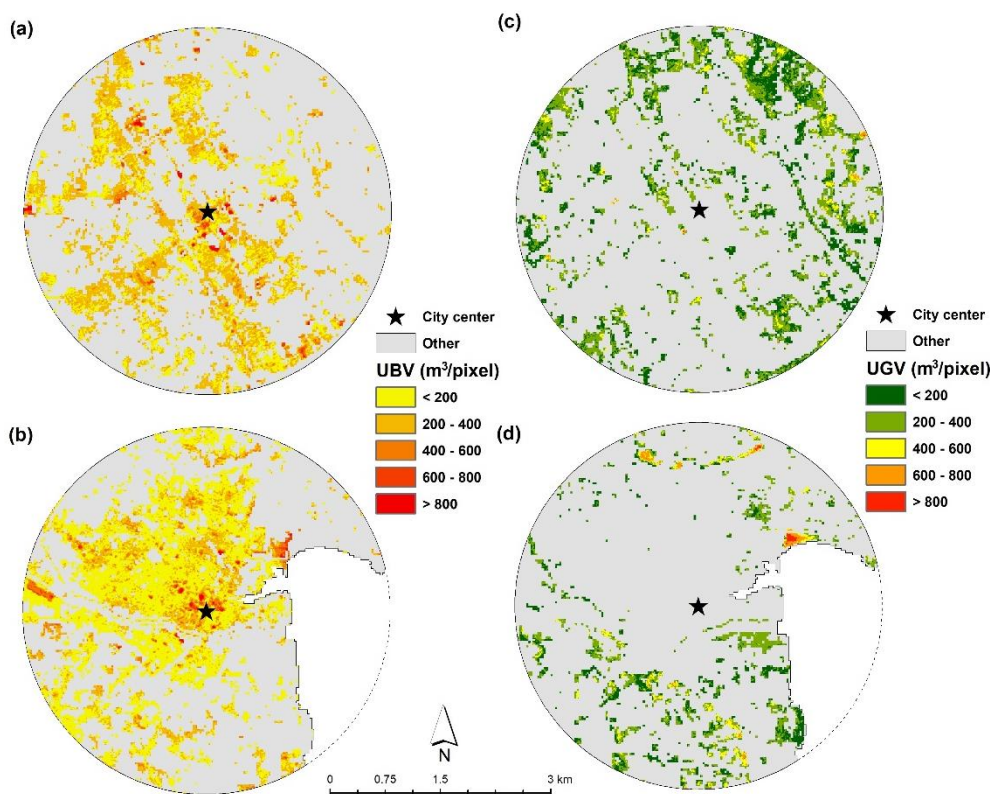 (a)
(c)
City center
Other
UBV (m³/pixel)
< 200
200 - 400
400 - 600
600 - 800
> 800
City center
Other
UGV (m³/pixel)
< 200
200 - 400
400 - 600
600 - 800
> 800
(b)
(d)
N
0 0.75 1.5 3 km